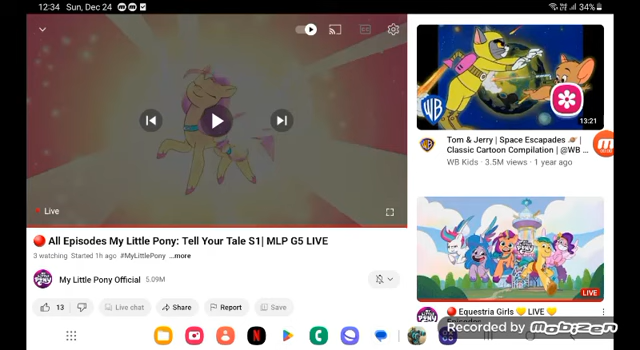 12:34 Sun, Dec 24
34%
Live
🔴 All Episodes My Little Pony: Tell Your Tale S1| MLP G5 LIVE
3 watching Started 1h ago #MyLittlePony ...more
My Little Pony Official 5.09M
13
Live chat
Share
Report
Save
WB
13:21
Tom & Jerry | Space Escapades 🪐 |
Classic Cartoon Compilation | @WB ...
WB Kids · 3.5M views · 1 year ago
LIVE
🔴 Equestria Girls 💛 LIVE 💛
Recorded by Mobizen